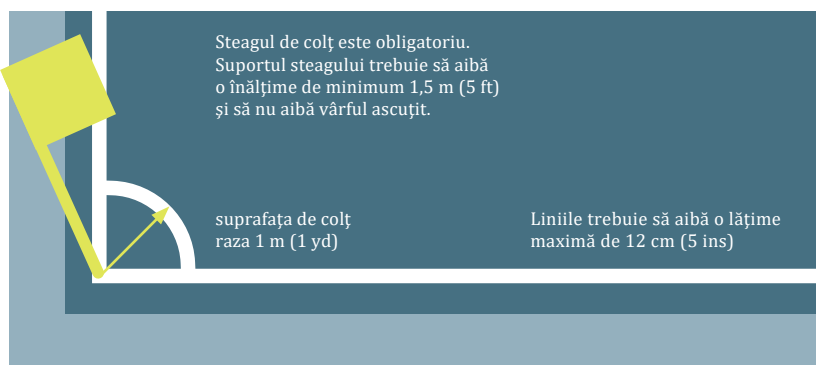 Steagul de colţ este obligatoriu.
Suportul steagului trebuie să aibă
o înălţime de minimum 1,5 m (5 ft)
şi să nu aibă vârful ascuţit.
suprafaţa de colţ
raza 1 m (1 yd)
Liniile trebuie să aibă o lăţime
maximă de 12 cm (5 ins)